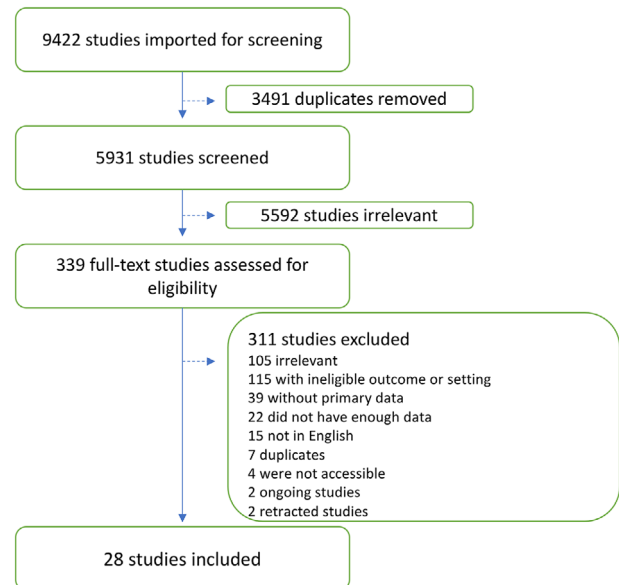 9422 studies imported for screening
3491 duplicates removed
5931 studies screened
5592 studies irrelevant
339 full-text studies assessed for
eligibility
311 studies excluded
105 irrelevant
115 with ineligible outcome or setting
39 without primary data
22 did not have enough data
15 not in English
7 duplicates
4 were not accessible
2 ongoing studies
2 retracted studies
28 studies included